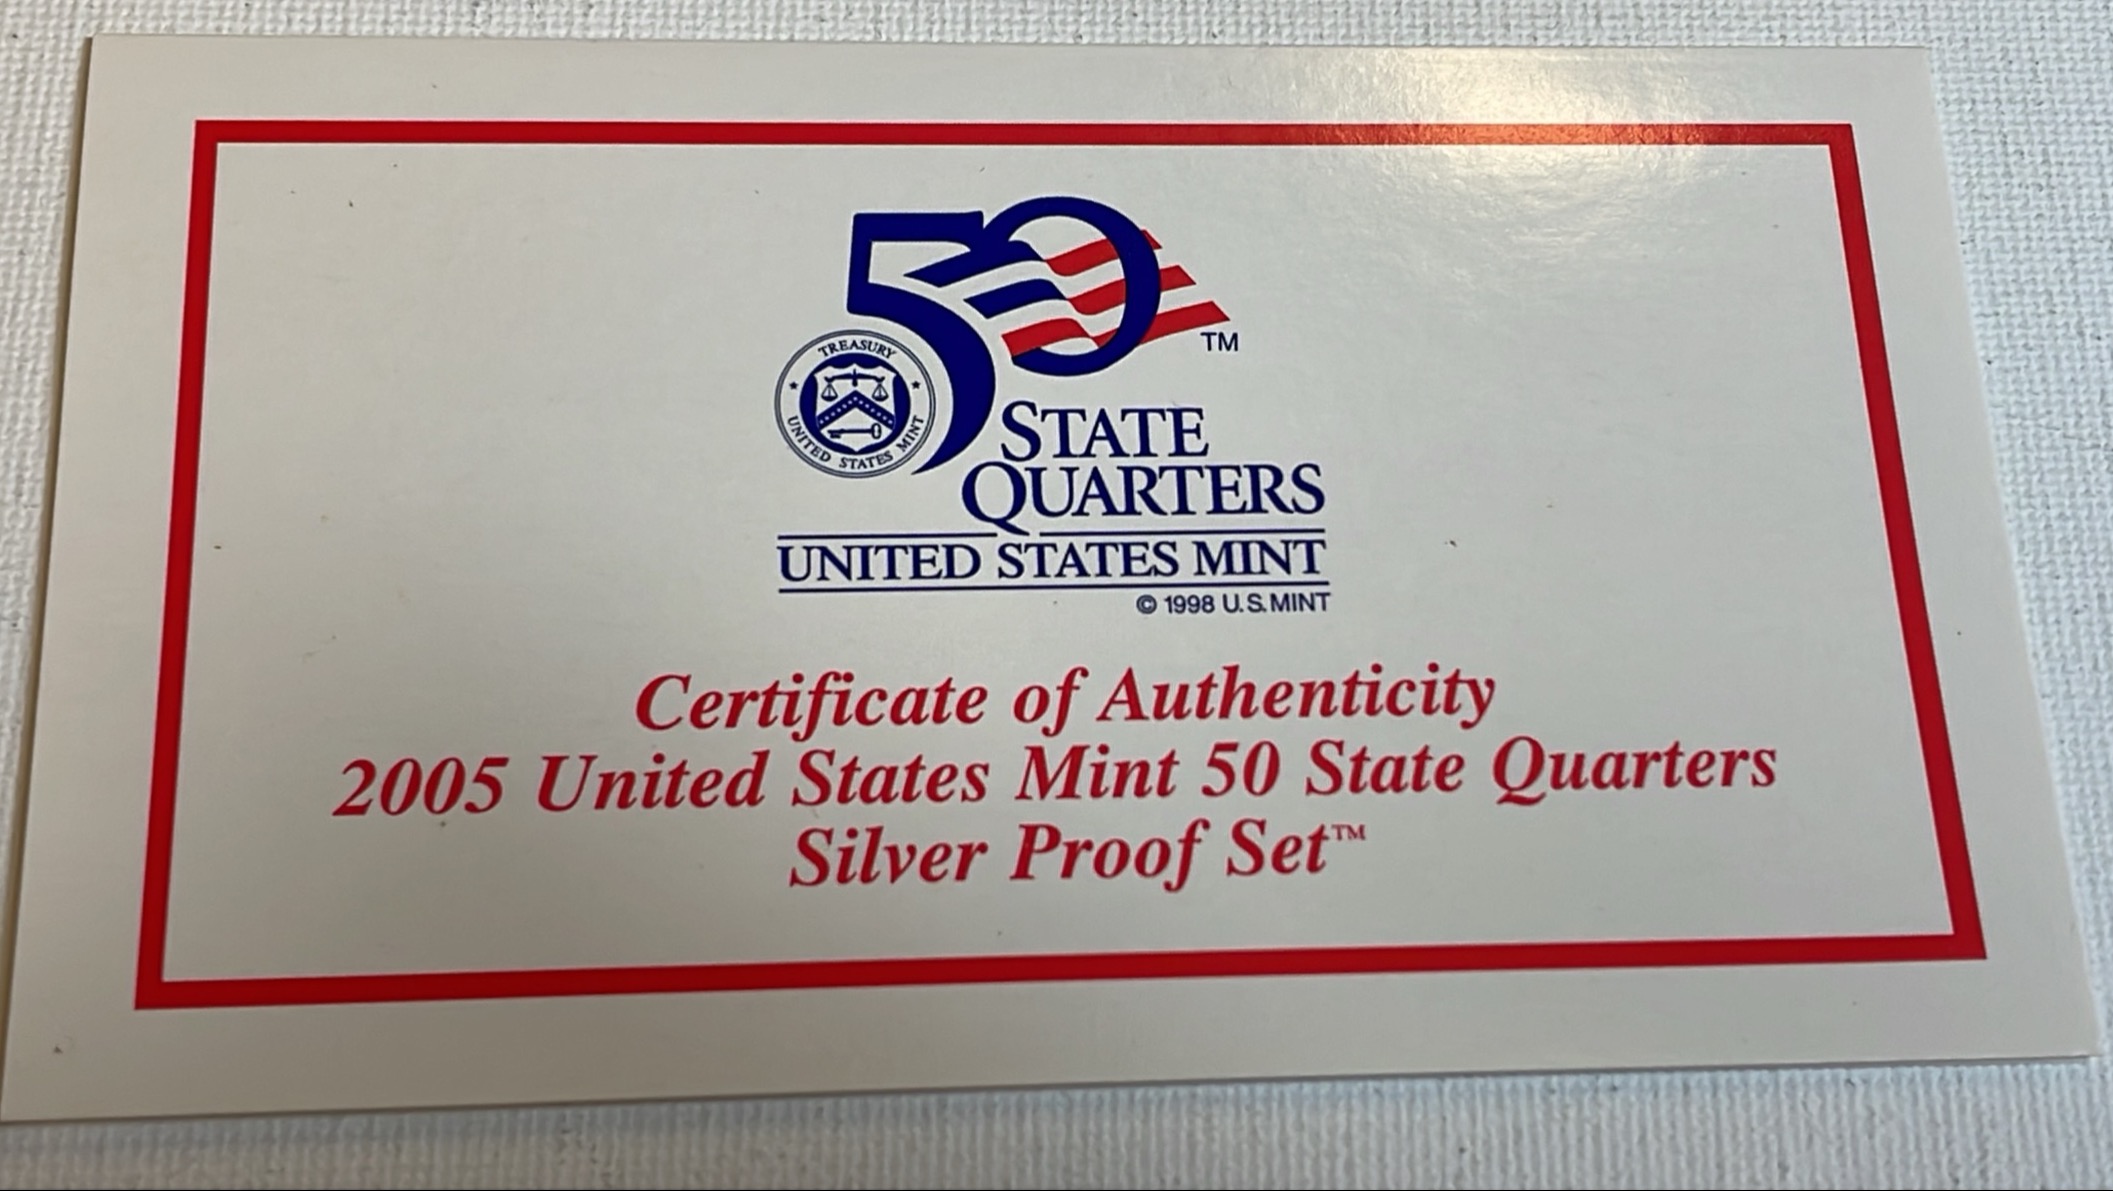 50
TM
TREASURY
UNITED STATES MINT
STATE
QUARTERS
UNITED STATES MINT
© 1998 U.S. MINT
Certificate of Authenticity
2005 United States Mint 50 State Quarters
Silver Proof Set™